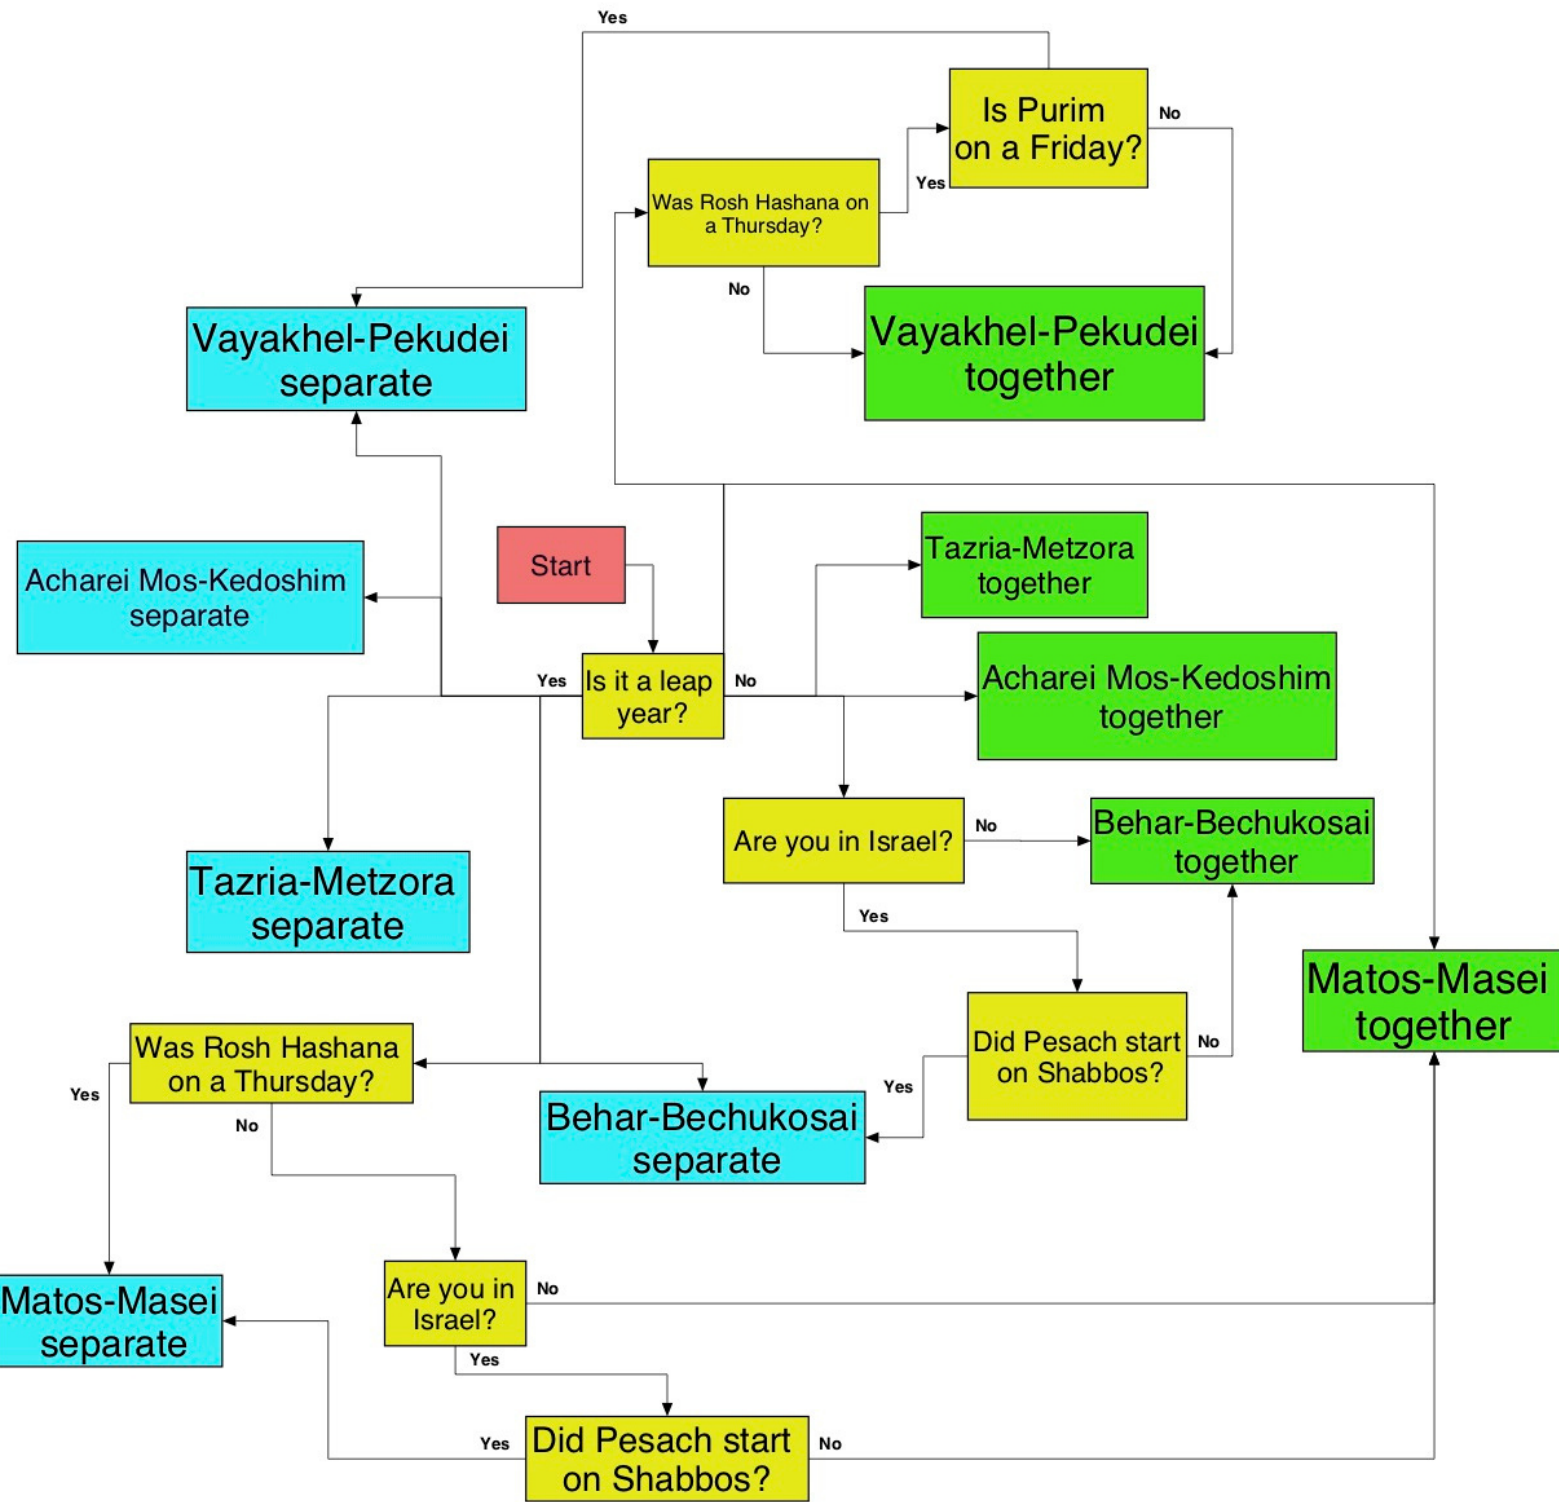 Yes
Is Purim
on a Friday?
No
Was Rosh Hashana on
a Thursday?
Yes
No
Vayakhel-Pekudei
separate
Vayakhel-Pekudei
together
Start
Tazria-Metzora
together
Acharei Mos-Kedoshim
separate
Yes
Is it a leap
year?
No
Acharei Mos-Kedoshim
together
Are you in Israel?
No
Behar-Bechukosai
together
Tazria-Metzora
separate
Yes
Matos-Masei
together
Was Rosh Hashana
on a Thursday?
Did Pesach start
on Shabbos?
No
Yes
Yes
No
Behar-Bechukosai
separate
Matos-Masei
separate
Are you in
Israel?
No
Yes
Yes
Did Pesach start
on Shabbos?
No